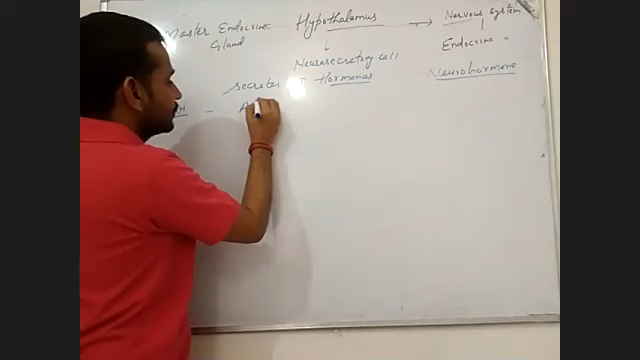 Master Endocrine Hypothalamus → Nervous system
Gland ↓ Endocrine "
Neurosecretory cell
secretes Hormones Neurohormone
H - A